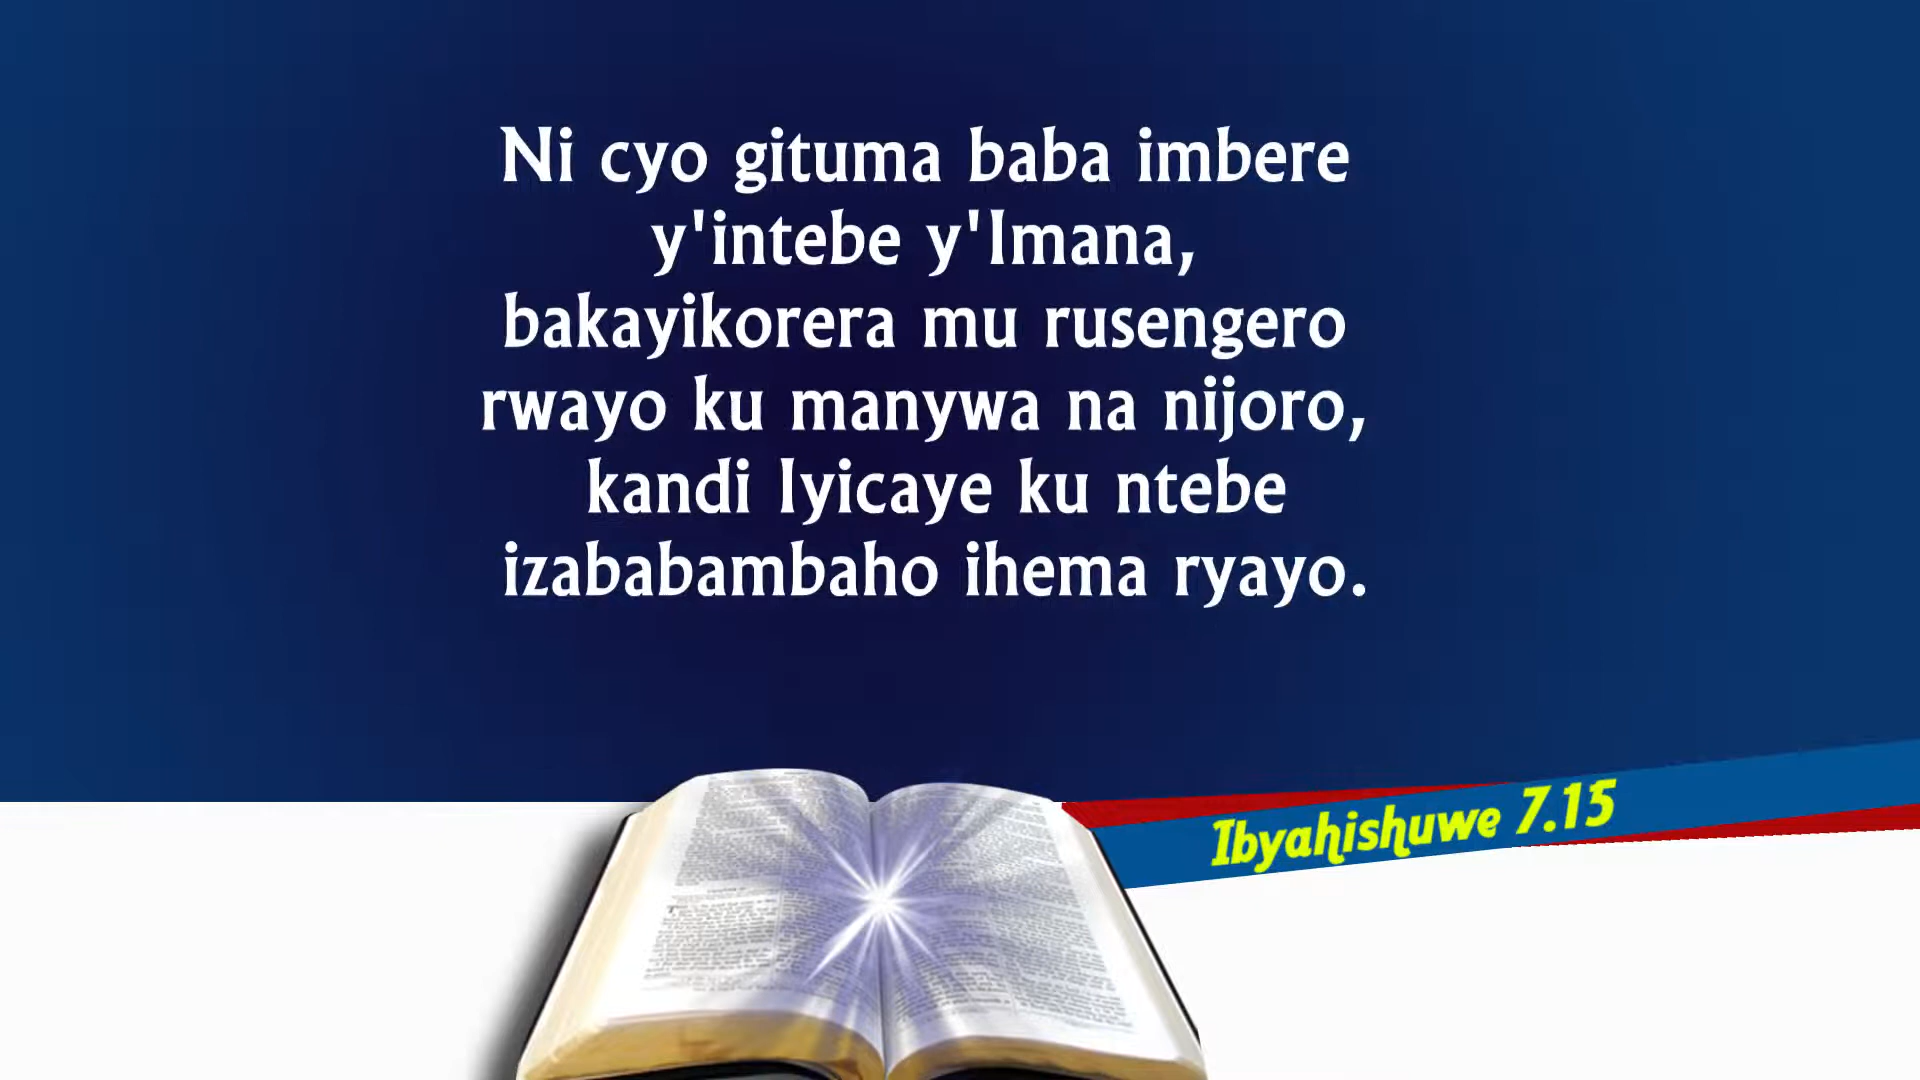 Ni cyo gituma baba imbere
y'intebe y'Imana,
bakayikorera mu rusengero
rwayo ku manywa na nijoro,
kandi Iyicaye ku ntebe
izababambaho ihema ryayo.
Ibyahishuwe 7.15